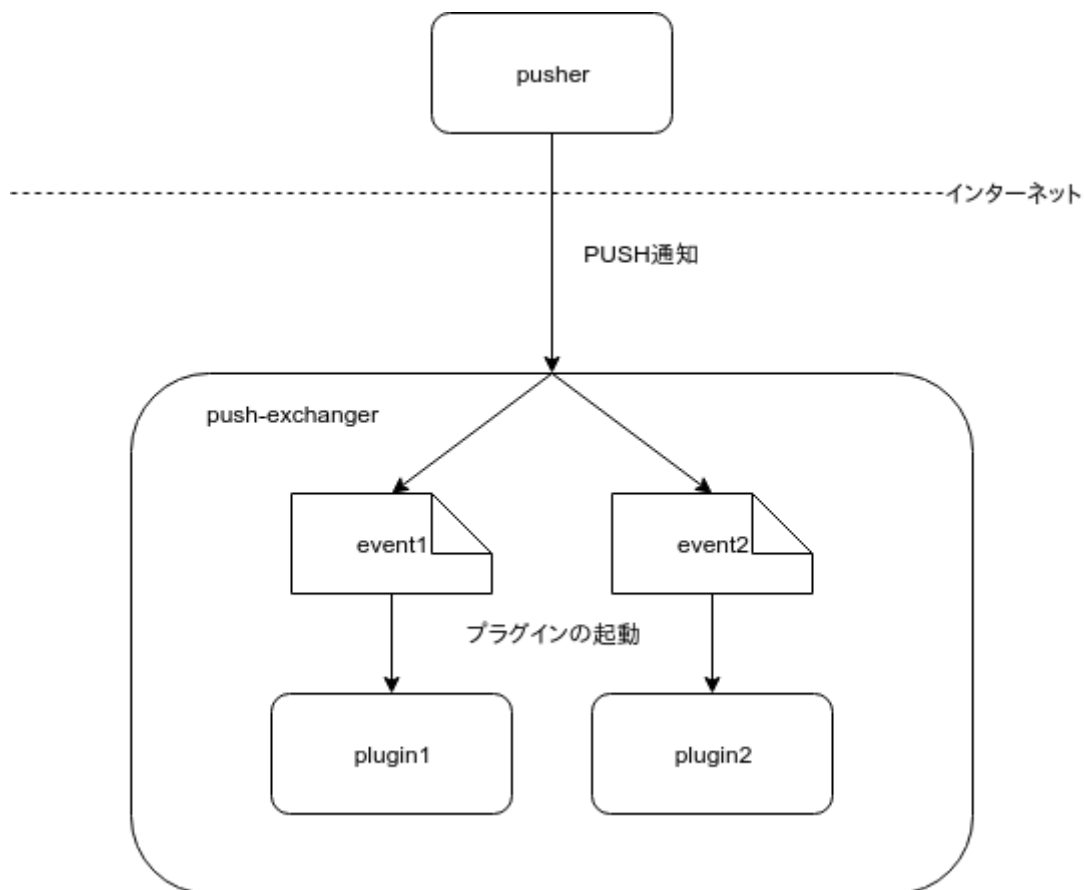 pusher
インターネット
PUSH通知
push-exchanger
event1
event2
プラグインの起動
plugin1
plugin2